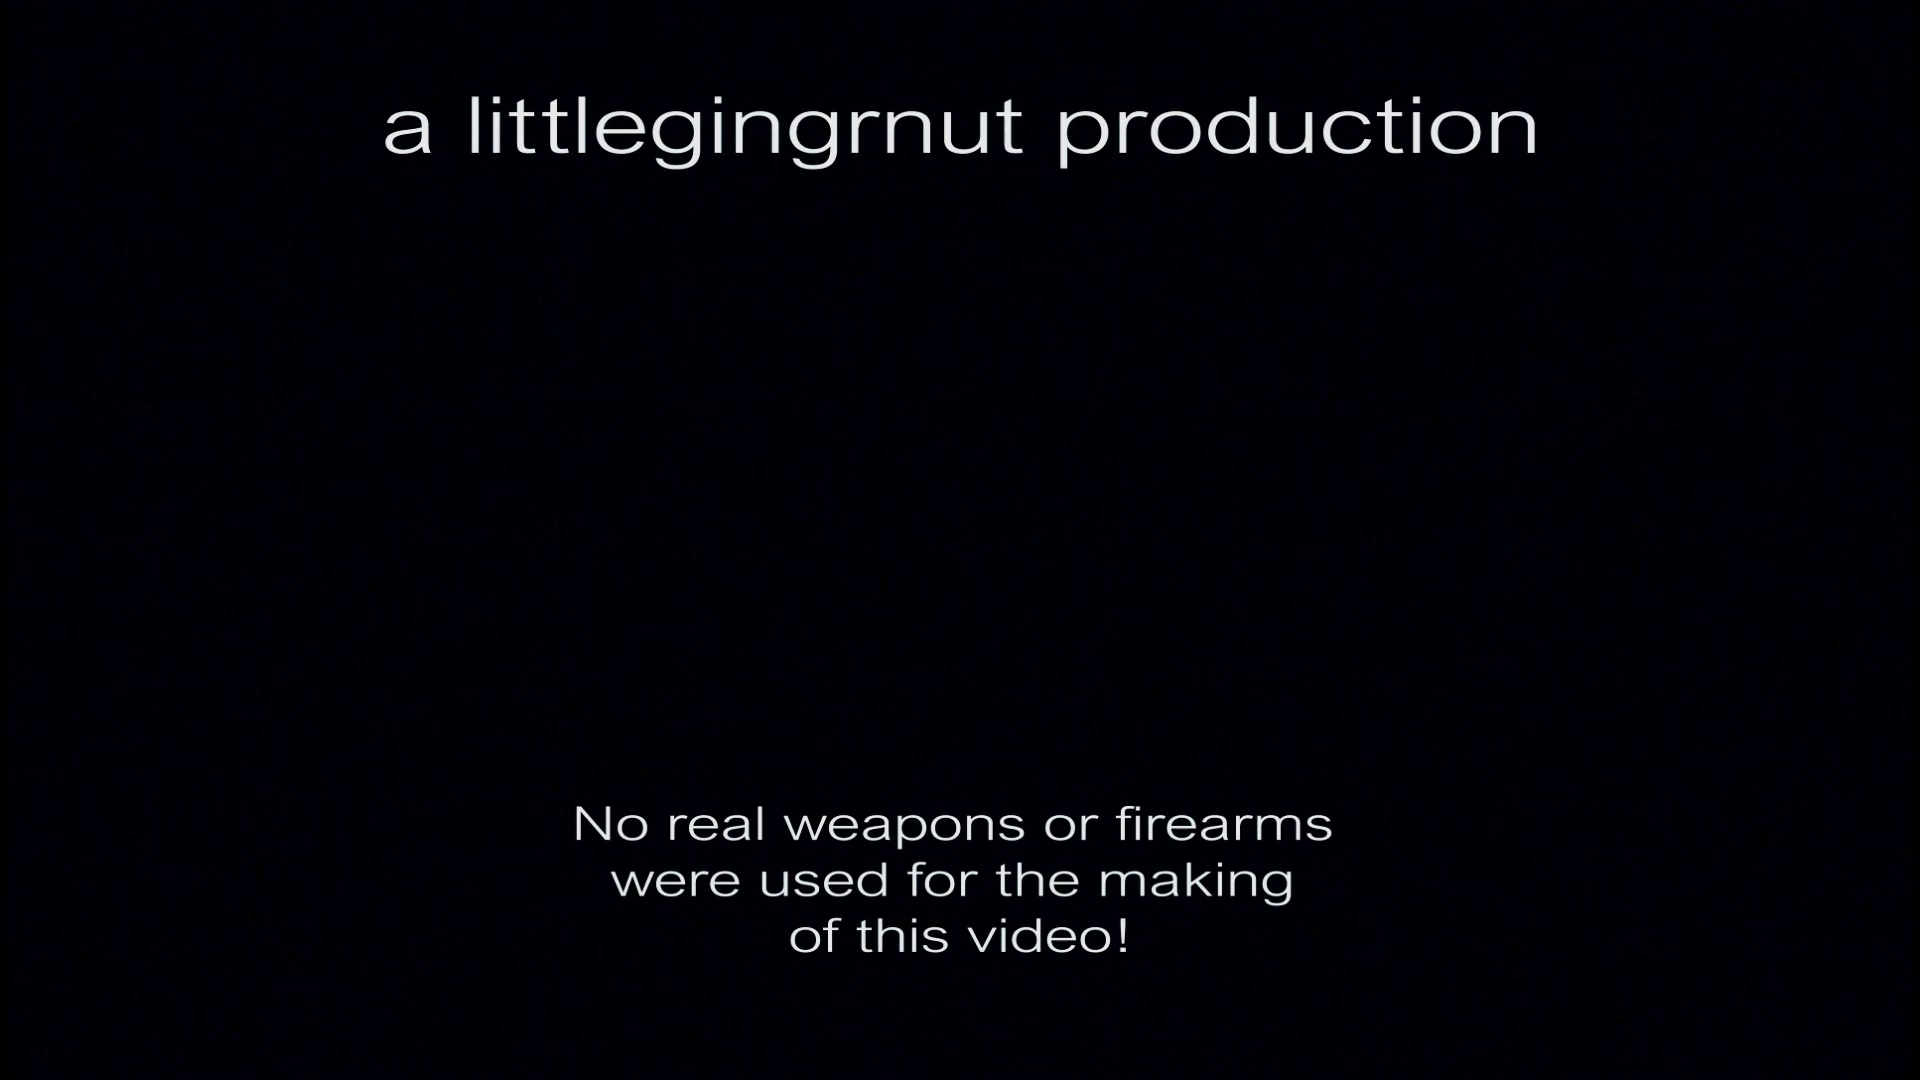 a littlegingrnut production
No real weapons or firearms
were used for the making
of this video!